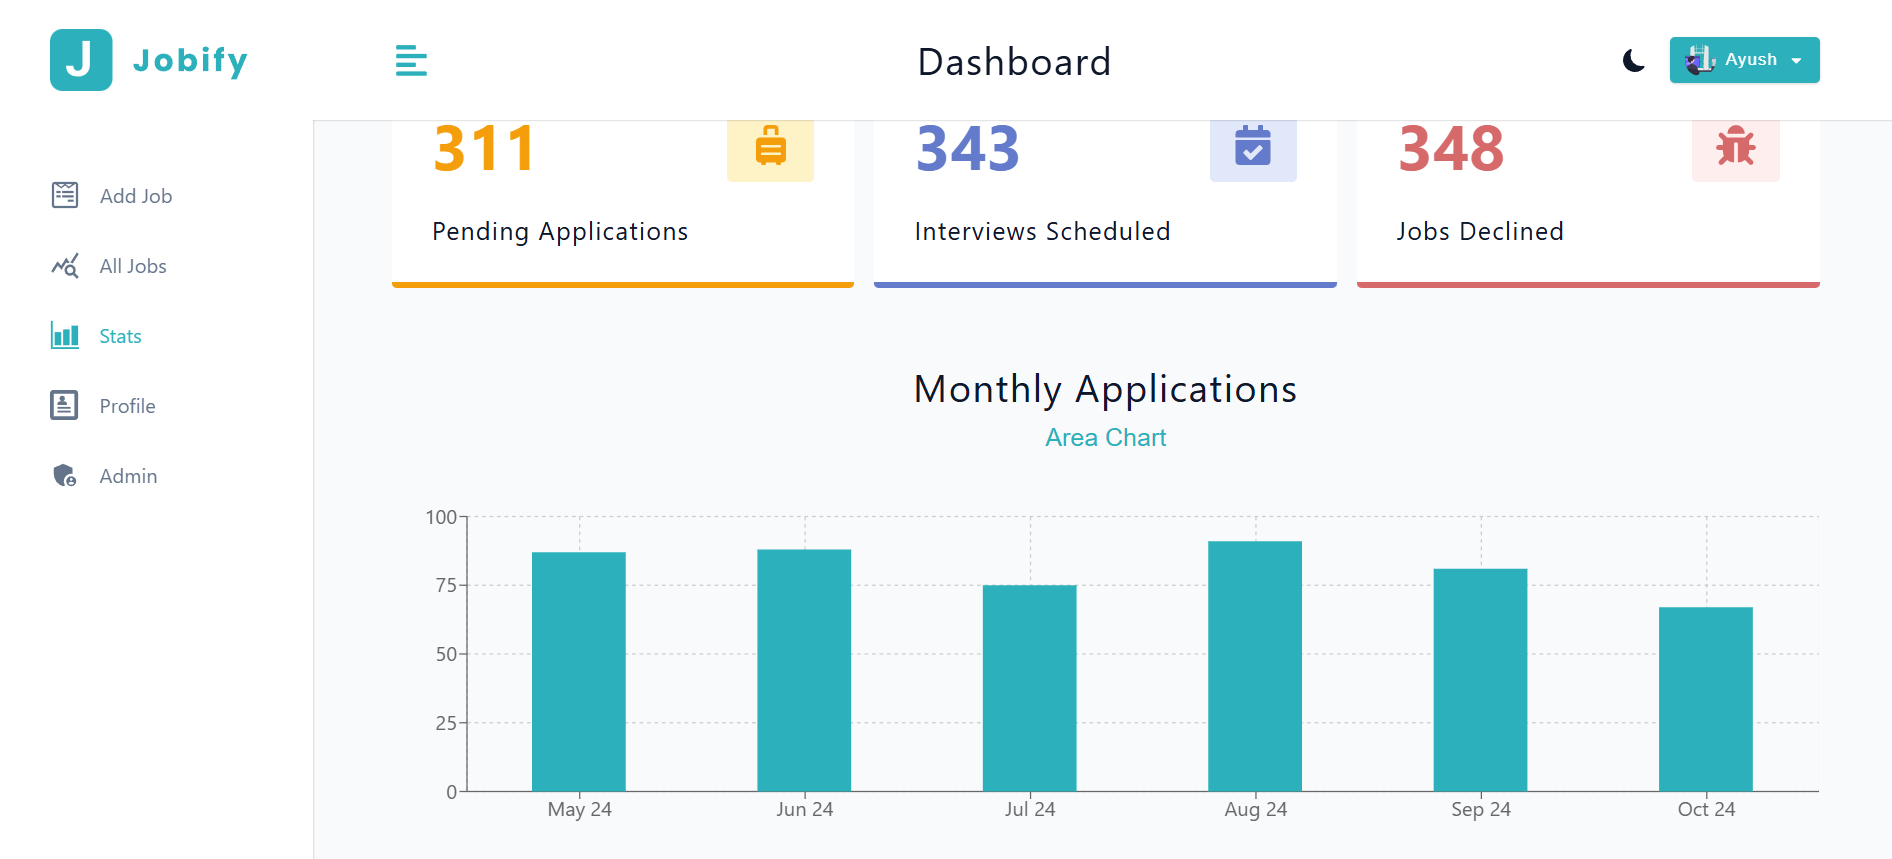 J Jobify
Dashboard
Ayush
Add Job
All Jobs
Stats
Profile
Admin
311
Pending Applications
343
Interviews Scheduled
348
Jobs Declined
Monthly Applications
Area Chart
100
75
50
25
0
May 24 Jun 24 Jul 24 Aug 24 Sep 24 Oct 24